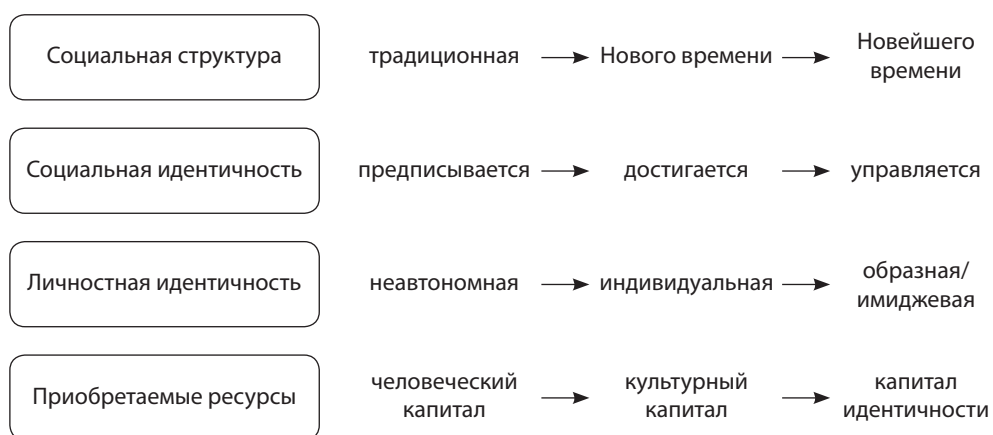 Социальная структура
традиционная
Нового времени
Новейшего
времени
Социальная идентичность
предписывается
достигается
управляется
Личностная идентичность
неавтономная
индивидуальная
образная/
имиджевая
Приобретаемые ресурсы
человеческий
капитал
культурный
капитал
капитал
идентичности